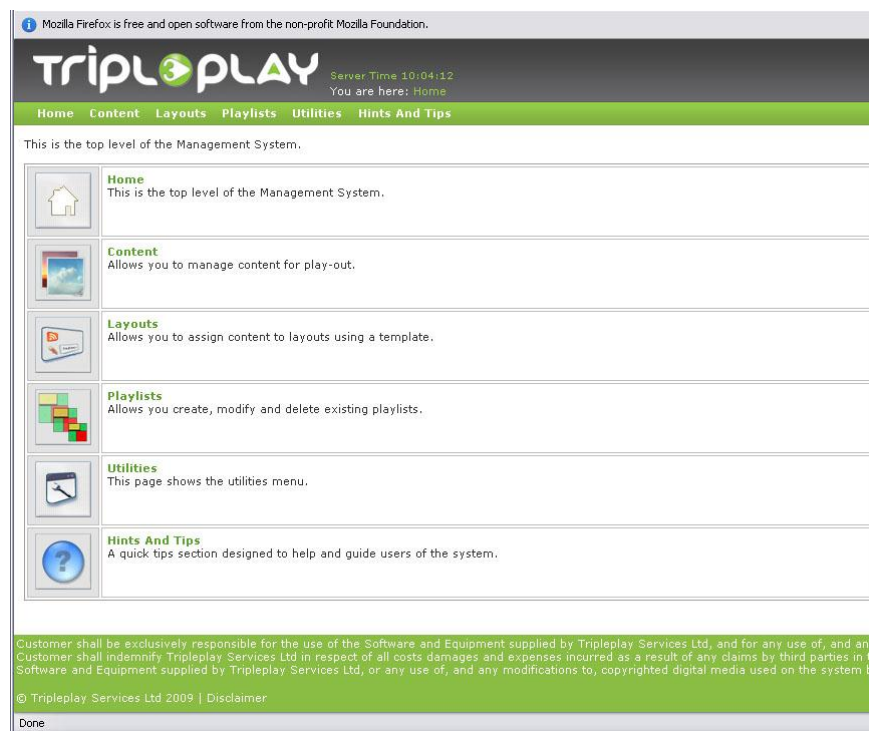 Mozilla Firefox is free and open software from the non-profit Mozilla Foundation.
TRIPLE3PLAY
Server Time 10:04:12
You are here: Home
Home Content Layouts Playlists Utilities Hints And Tips
This is the top level of the Management System.
Home
This is the top level of the Management System.
Content
Allows you to manage content for play-out.
Layouts
Allows you to assign content to layouts using a template.
Playlists
Allows you create, modify and delete existing playlists.
Utilities
This page shows the utilities menu.
Hints And Tips
A quick tips section designed to help and guide users of the system.
Customer shall be exclusively responsible for the use of the Software and Equipment supplied by Tripleplay Services Ltd, and for any use of, and an
Customer shall indemnify Tripleplay Services Ltd in respect of all costs damages and expenses incurred as a result of any claims by third parties in
Software and Equipment supplied by Tripleplay Services Ltd, or any use of, and any modifications to, copyrighted digital media used on the system
© Tripleplay Services Ltd 2009 | Disclaimer
Done